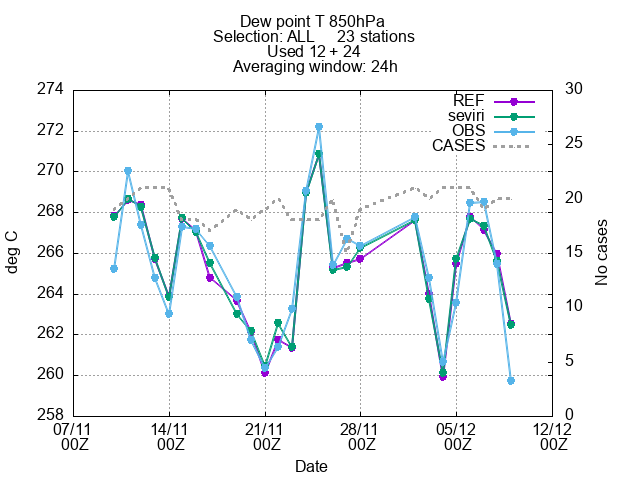 Dew point T 850hPa
Selection: ALL 23 stations
Used 12 + 24
Averaging window: 24h
274
272
270
268
266
264
262
260
258
deg C
30
25
20
15
10
5
0
No cases
REF
seviri
OBS
CASES
07/11 14/11 21/11 28/11 05/12 12/12
00Z 00Z 00Z 00Z 00Z 00Z
Date